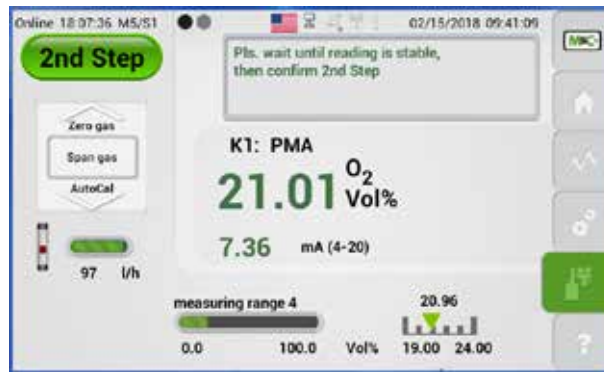 Online 18:07:36 M5/S1
02/15/2018 09:41:09
M&C
2nd Step
Pls. wait until reading is stable,
then confirm 2nd Step
Zero gas
Span gas
AutoCal
97 l/h
K1: PMA
21.01 O2 Vol%
7.36 mA (4-20)
measuring range 4
0.0 100.0 Vol%
20.96
19.00 24.00
?